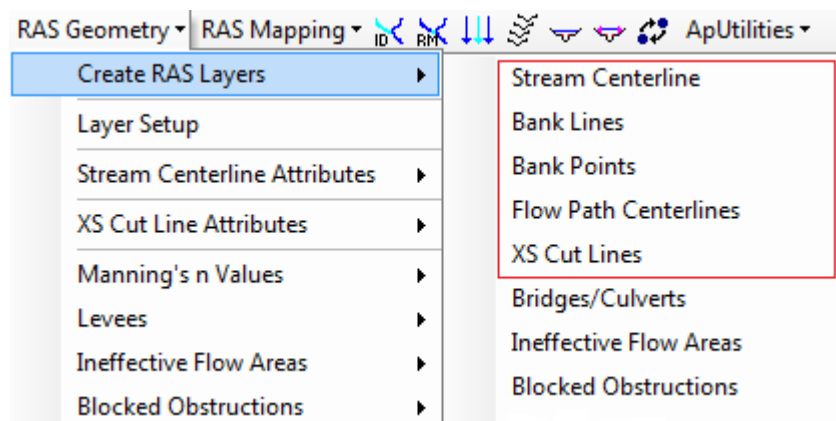 RAS Geometry RAS Mapping ID RM ApUtilities
Create RAS Layers
Layer Setup
Stream Centerline Attributes
XS Cut Line Attributes
Manning's n Values
Levees
Ineffective Flow Areas
Blocked Obstructions
Stream Centerline
Bank Lines
Bank Points
Flow Path Centerlines
XS Cut Lines
Bridges/Culverts
Ineffective Flow Areas
Blocked Obstructions